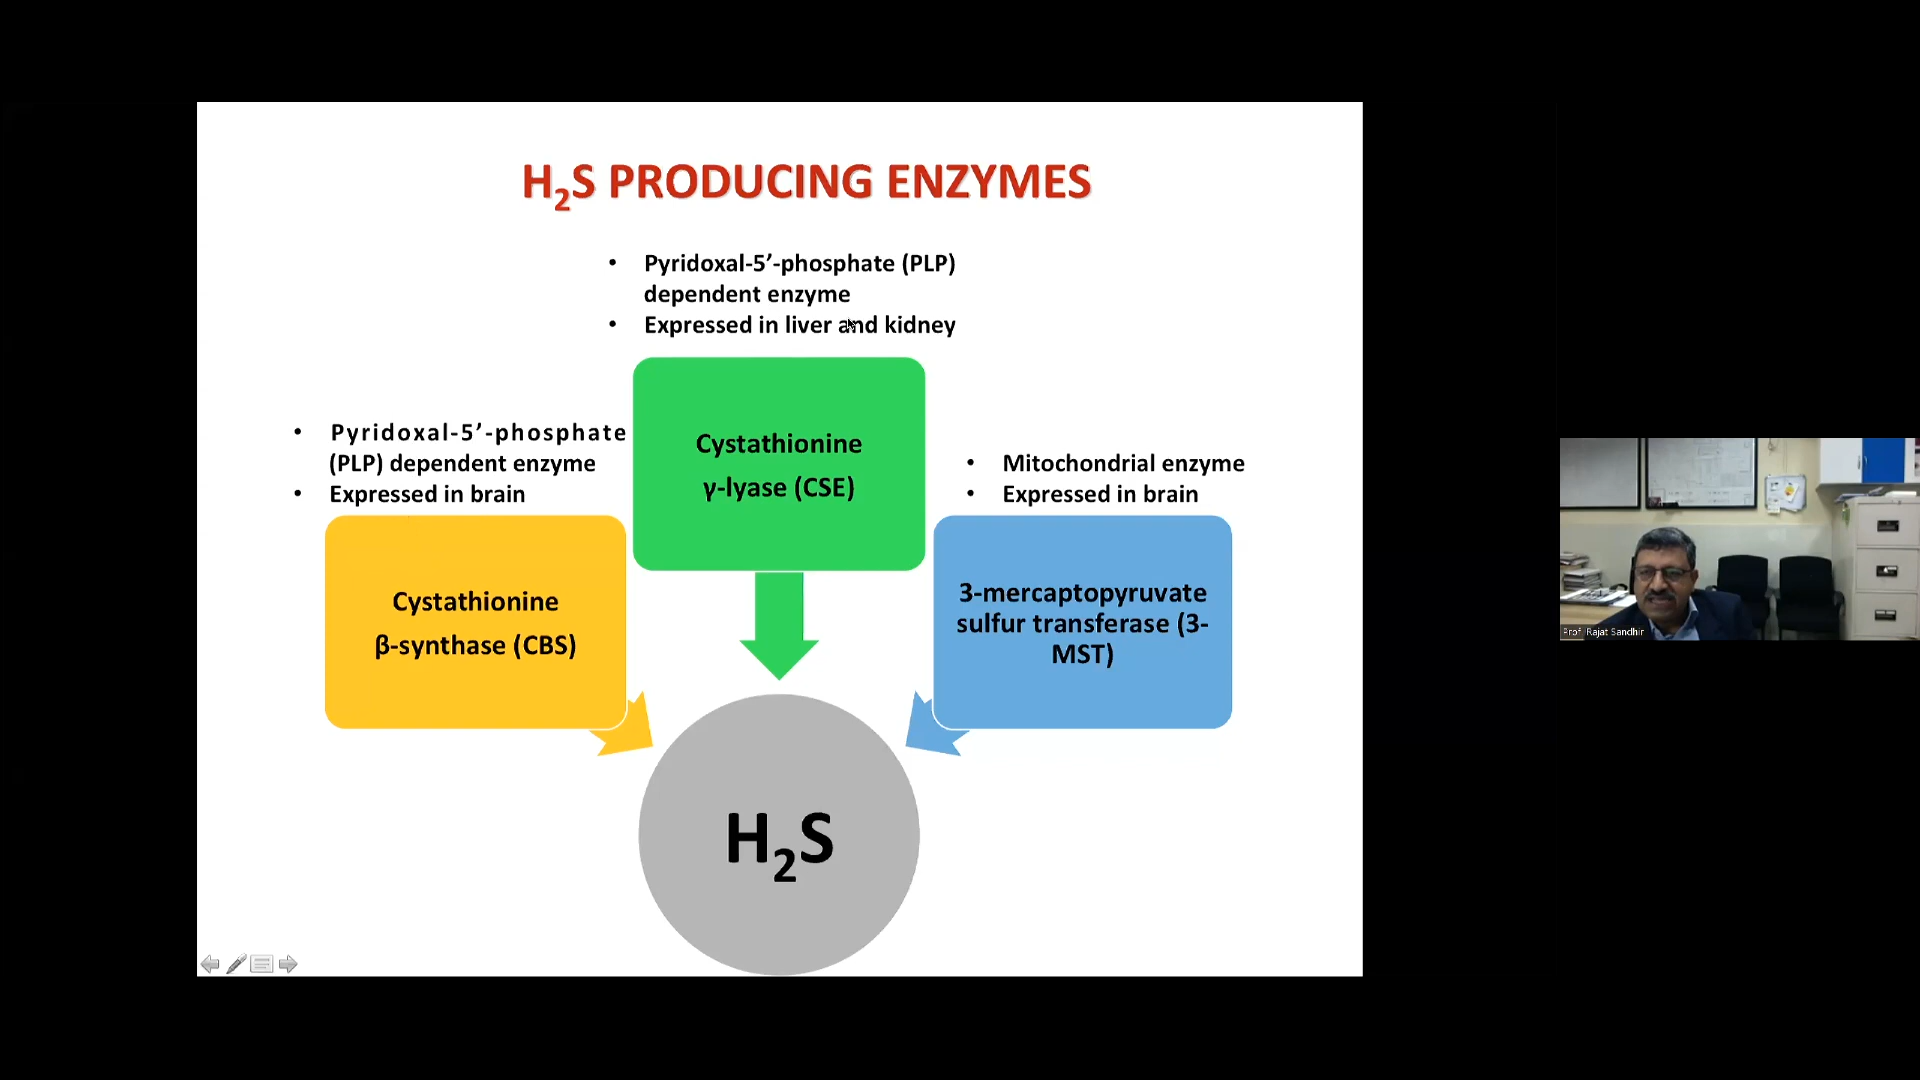 H₂S PRODUCING ENZYMES
• Pyridoxal-5’-phosphate (PLP)
dependent enzyme
• Expressed in liver and kidney
• Pyridoxal-5’-phosphate
(PLP) dependent enzyme
• Expressed in brain
Cystathionine
γ-lyase (CSE)
• Mitochondrial enzyme
• Expressed in brain
Cystathionine
β-synthase (CBS)
3-mercaptopyruvate
sulfur transferase (3-
MST)
H₂S
Prof. Rajat Sandhir